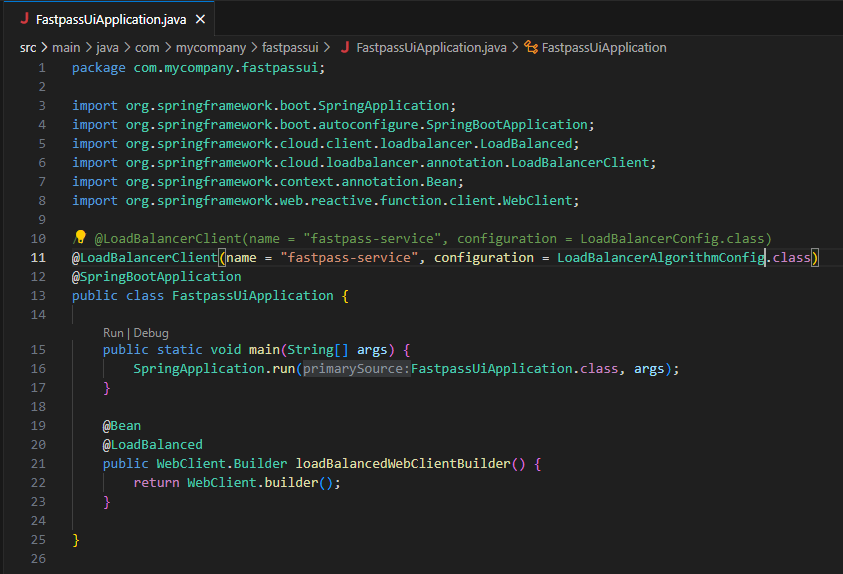 J FastpassUiApplication.java ×
src > main > java > com > mycompany > fastpassui > J FastpassUiApplication.java > FastpassUiApplication
1 package com.mycompany.fastpassui;
2
3 import org.springframework.boot.SpringApplication;
4 import org.springframework.boot.autoconfigure.SpringBootApplication;
5 import org.springframework.cloud.client.loadbalancer.LoadBalanced;
6 import org.springframework.cloud.loadbalancer.annotation.LoadBalancerClient;
7 import org.springframework.context.annotation.Bean;
8 import org.springframework.web.reactive.function.client.WebClient;
9
10 // @LoadBalancerClient(name = "fastpass-service", configuration = LoadBalancerConfig.class)
11 @LoadBalancerClient(name = "fastpass-service", configuration = LoadBalancerAlgorithmConfig.class)
12 @SpringBootApplication
13 public class FastpassUiApplication {
14
Run | Debug
15 public static void main(String[] args) {
16 SpringApplication.run(primarySource:FastpassUiApplication.class, args);
17 }
18
19 @Bean
20 @LoadBalanced
21 public WebClient.Builder loadBalancedWebClientBuilder() {
22 return WebClient.builder();
23 }
24
25 }
26